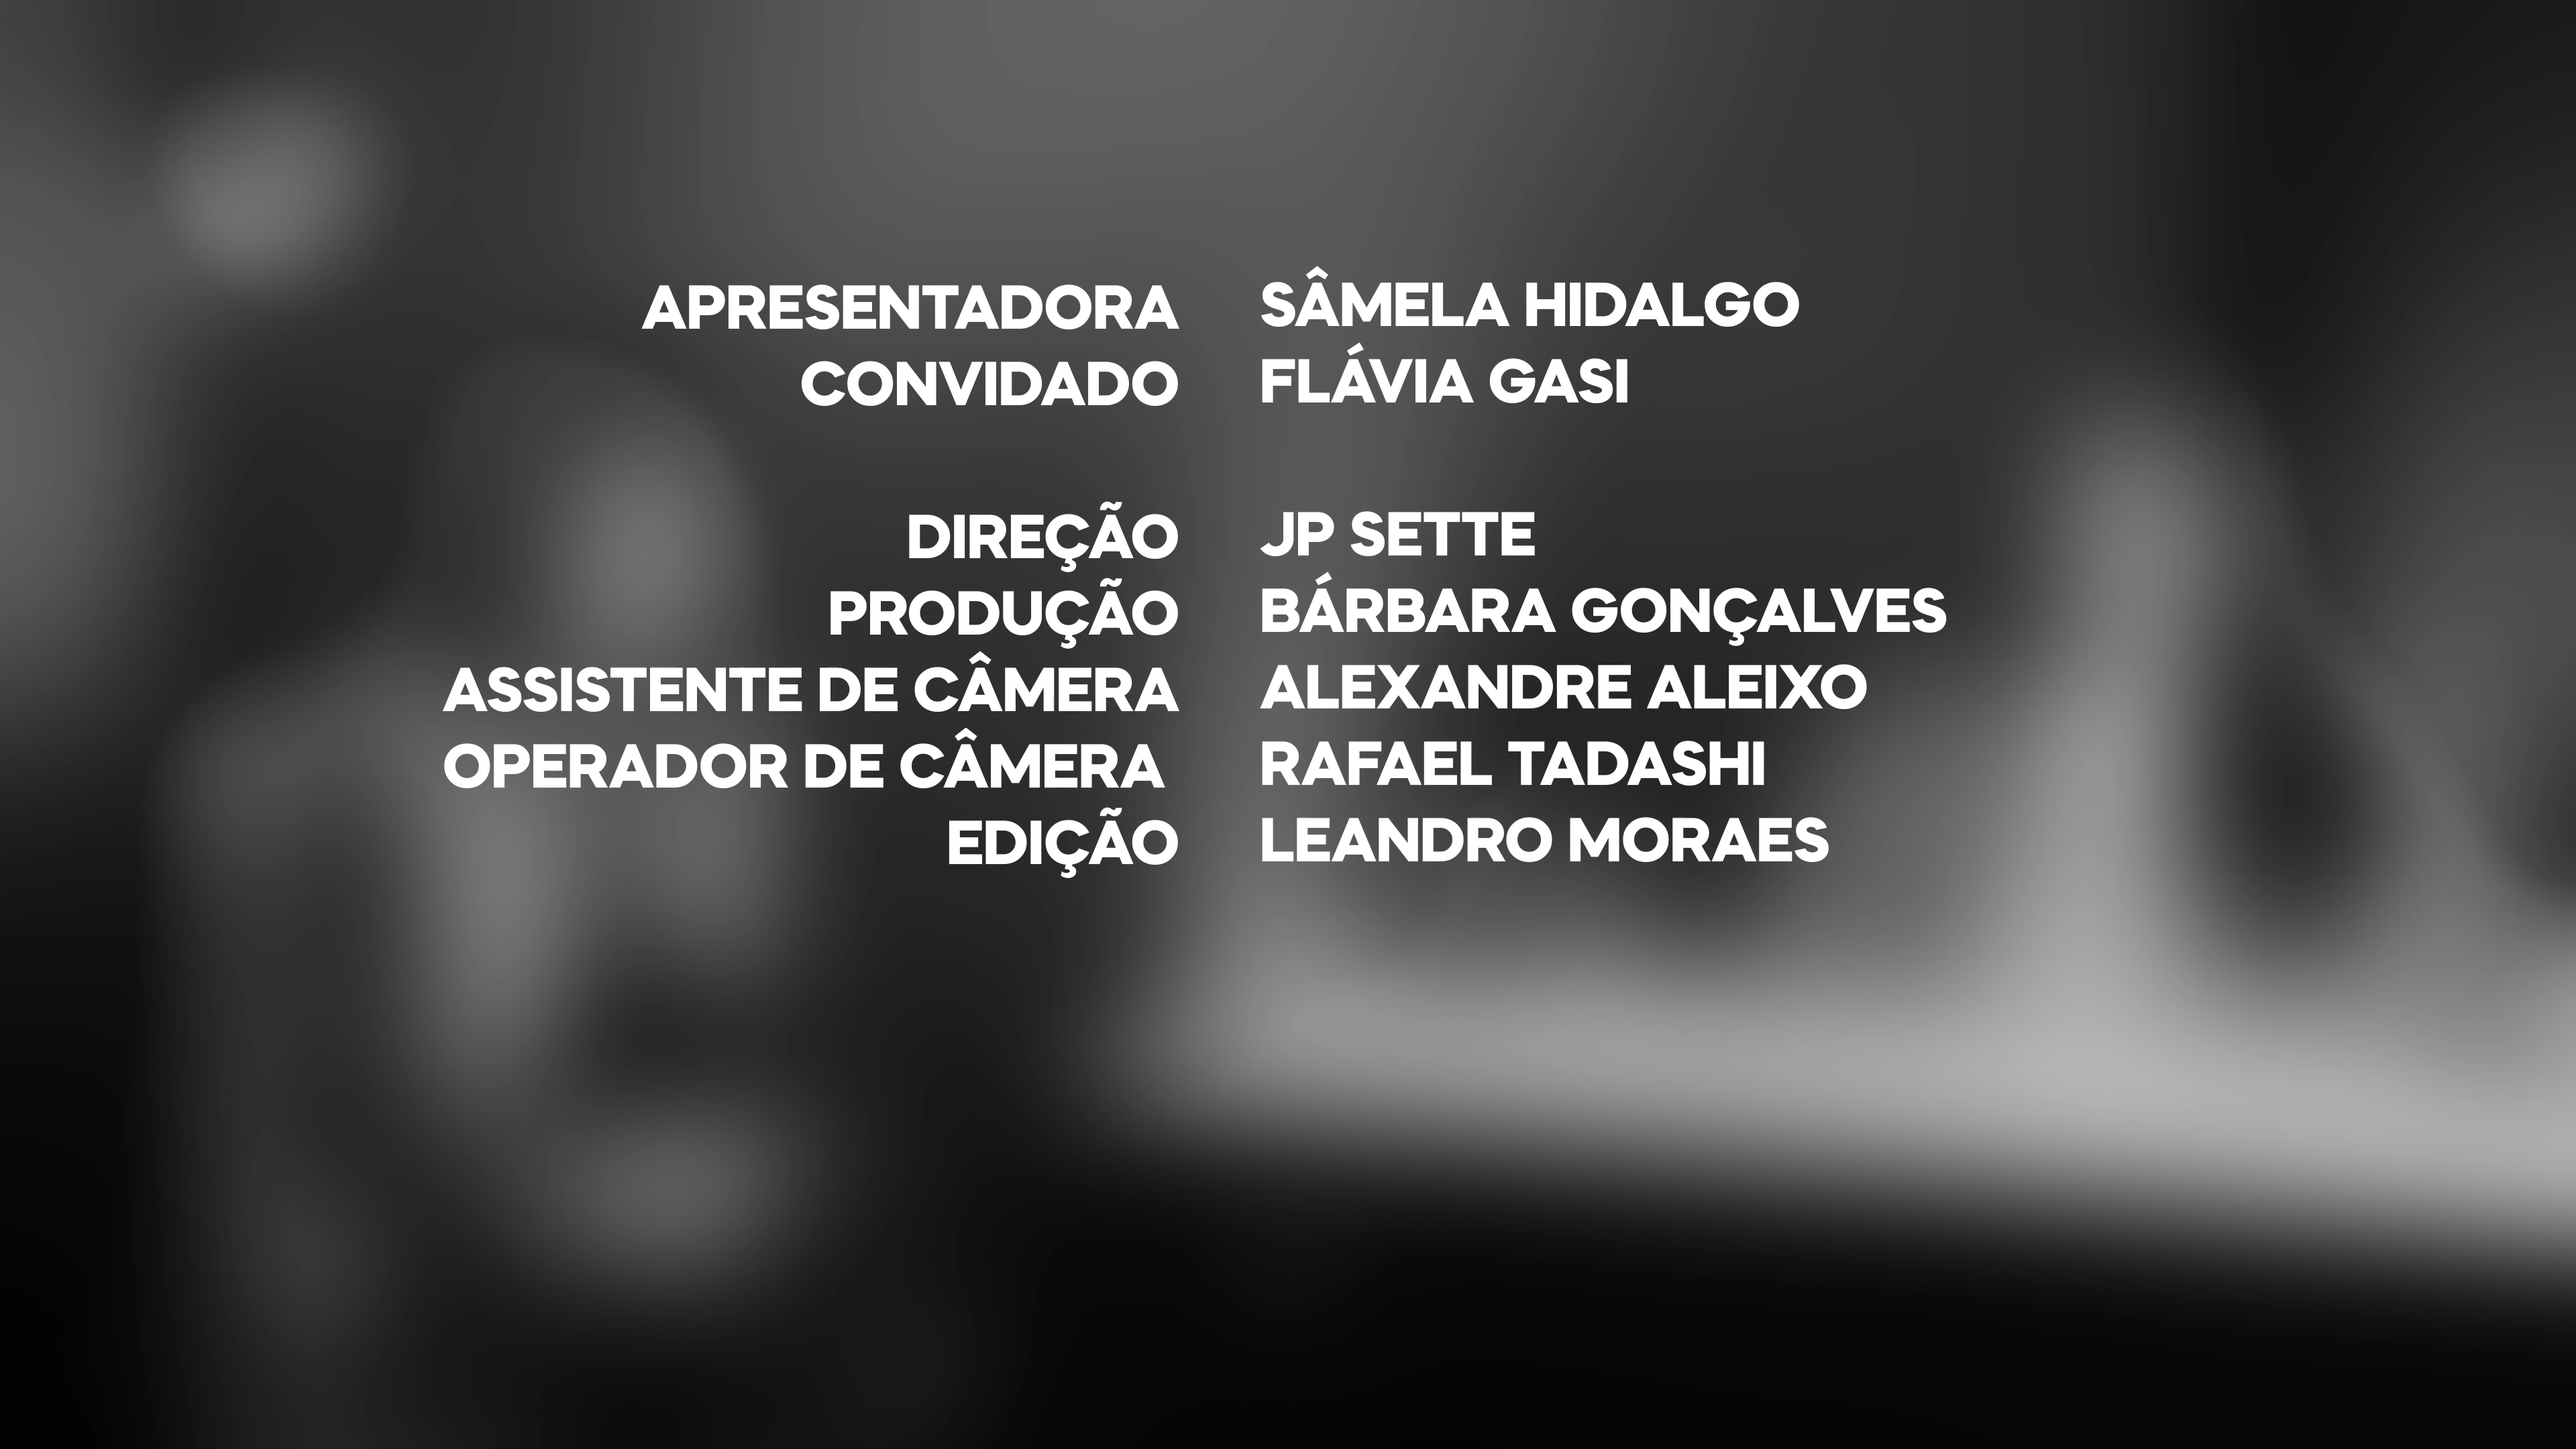 APRESENTADORA SÂMELA HIDALGO
CONVIDADO FLÁVIA GASI
DIREÇÃO JP SETTE
PRODUÇÃO BÁRBARA GONÇALVES
ASSISTENTE DE CÂMERA ALEXANDRE ALEIXO
OPERADOR DE CÂMERA RAFAEL TADASHI
EDIÇÃO LEANDRO MORAES